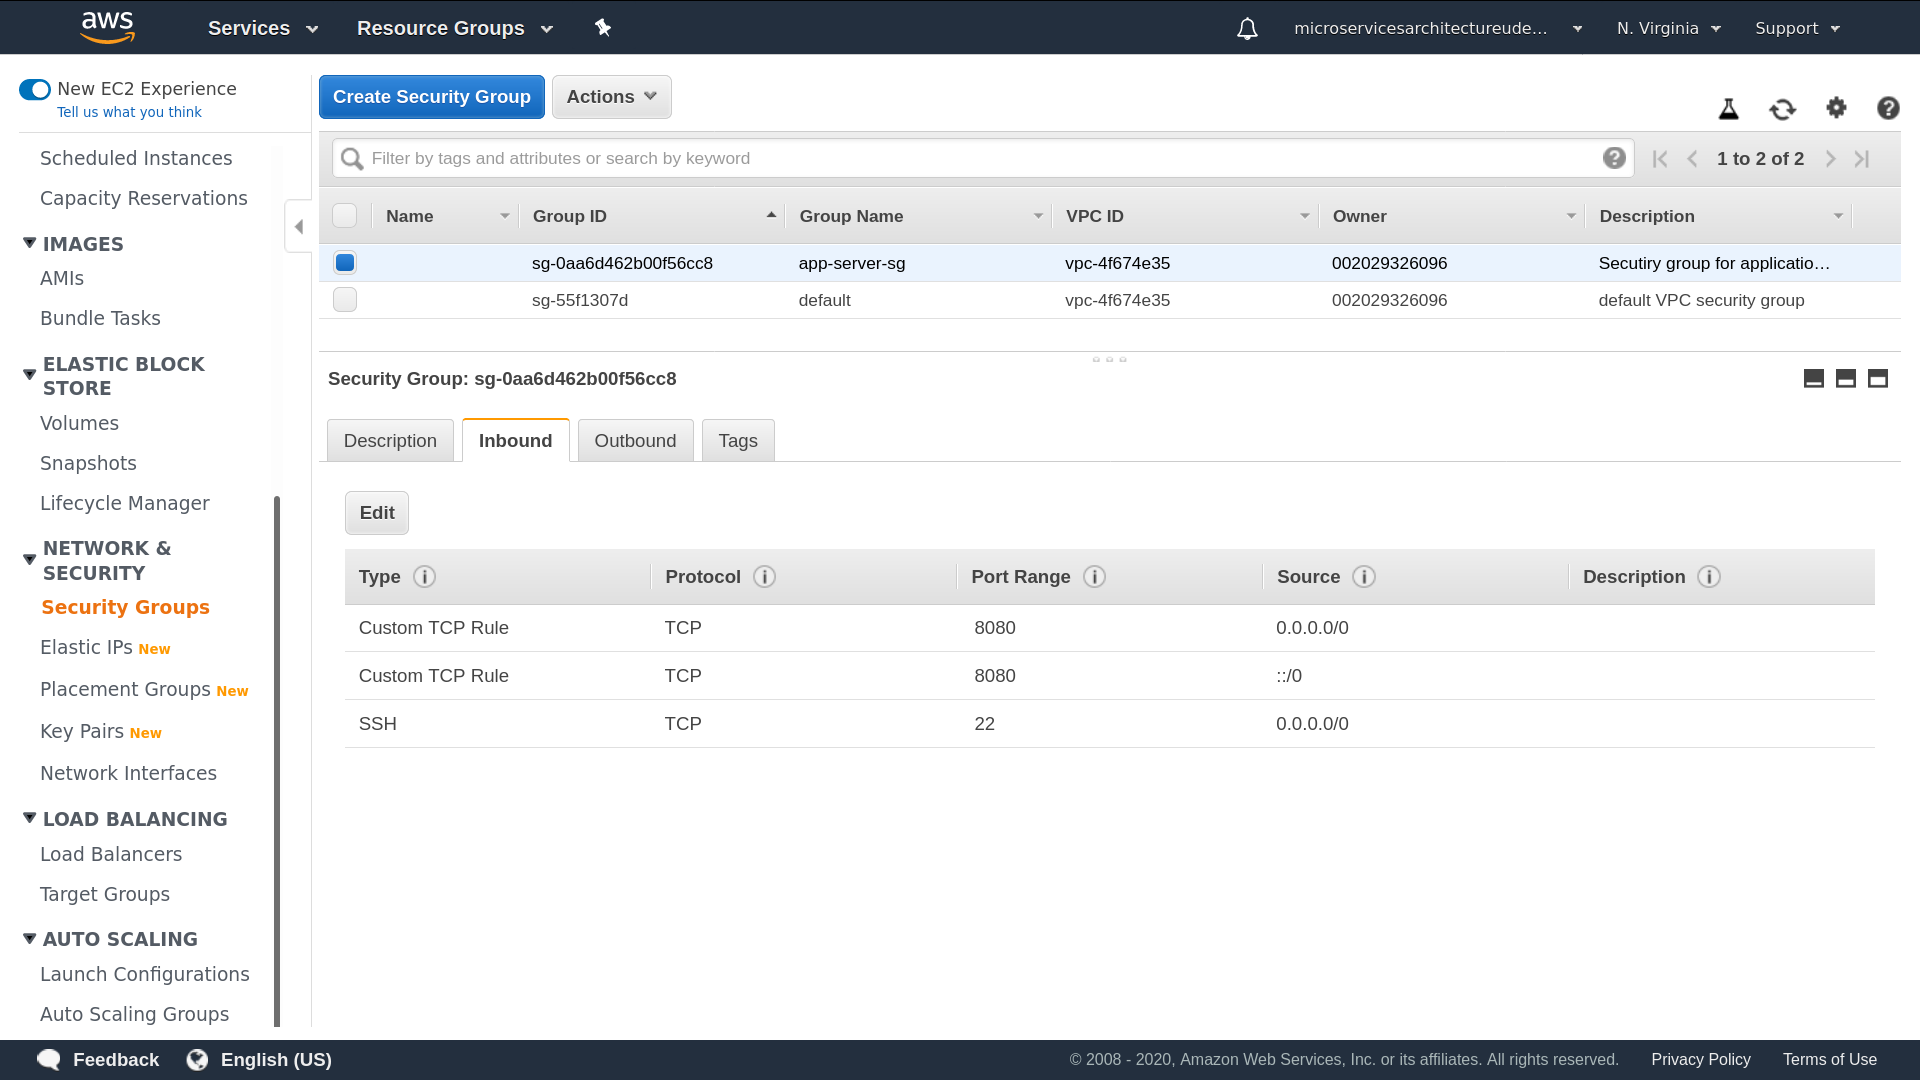 aws
Services
Resource Groups
microservicesarchitectureude...
N. Virginia
Support
New EC2 Experience
Tell us what you think
Scheduled Instances
Capacity Reservations
IMAGES
AMIs
Bundle Tasks
ELASTIC BLOCK
STORE
Volumes
Snapshots
Lifecycle Manager
NETWORK &
SECURITY
Security Groups
Elastic IPs New
Placement Groups New
Key Pairs New
Network Interfaces
LOAD BALANCING
Load Balancers
Target Groups
AUTO SCALING
Launch Configurations
Auto Scaling Groups
Create Security Group
Actions
Filter by tags and attributes or search by keyword
1 to 2 of 2
Name Group ID Group Name VPC ID Owner Description
sg-0aa6d462b00f56cc8 app-server-sg vpc-4f674e35 002029326096 Secutiry group for applicatio...
sg-55f1307d default vpc-4f674e35 002029326096 default VPC security group
Security Group: sg-0aa6d462b00f56cc8
Description Inbound Outbound Tags
Edit
Type Protocol Port Range Source Description
Custom TCP Rule TCP 8080 0.0.0.0/0
Custom TCP Rule TCP 8080 ::/0
SSH TCP 22 0.0.0.0/0
Feedback
English (US)
© 2008 - 2020, Amazon Web Services, Inc. or its affiliates. All rights reserved.
Privacy Policy
Terms of Use